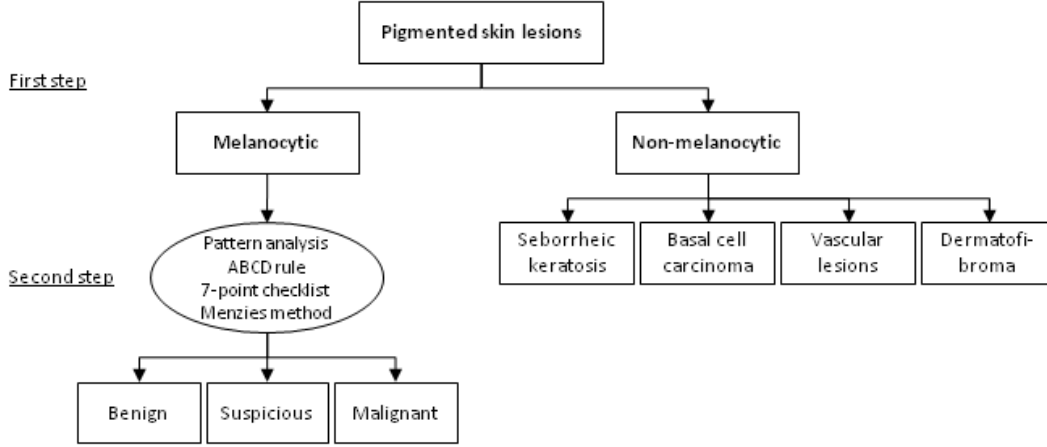 Pigmented skin lesions
First step
Melanocytic
Non-melanocytic
Pattern analysis
ABCD rule
7-point checklist
Menzies method
Second step
Seborrheic
keratosis
Basal cell
carcinoma
Vascular
lesions
Dermatofi-
broma
Benign
Suspicious
Malignant